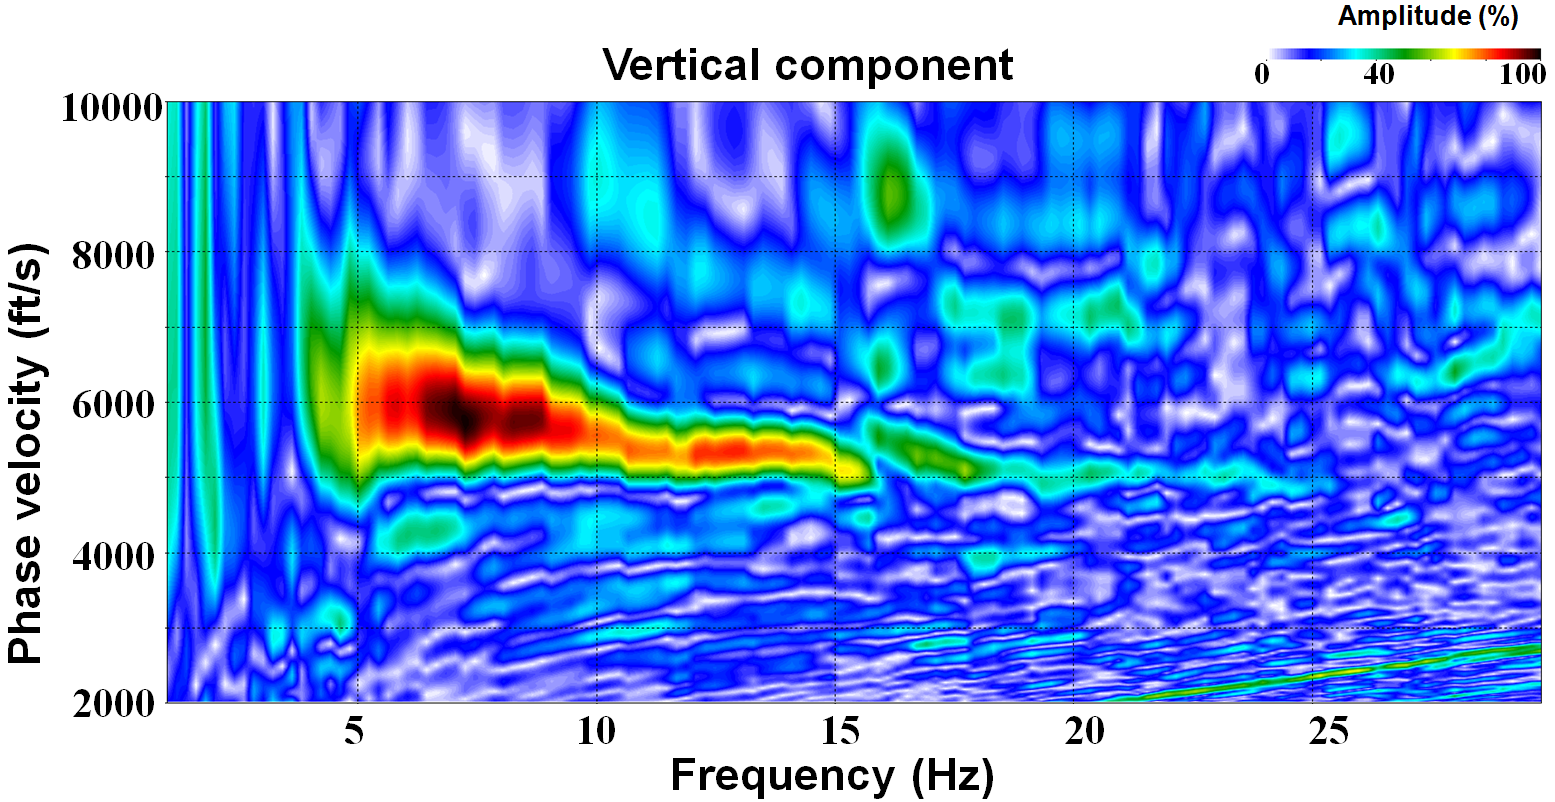 Amplitude (%)
Vertical component
0 40 100
10000
8000
6000
4000
2000
Phase velocity (ft/s)
5 10 15 20 25
Frequency (Hz)